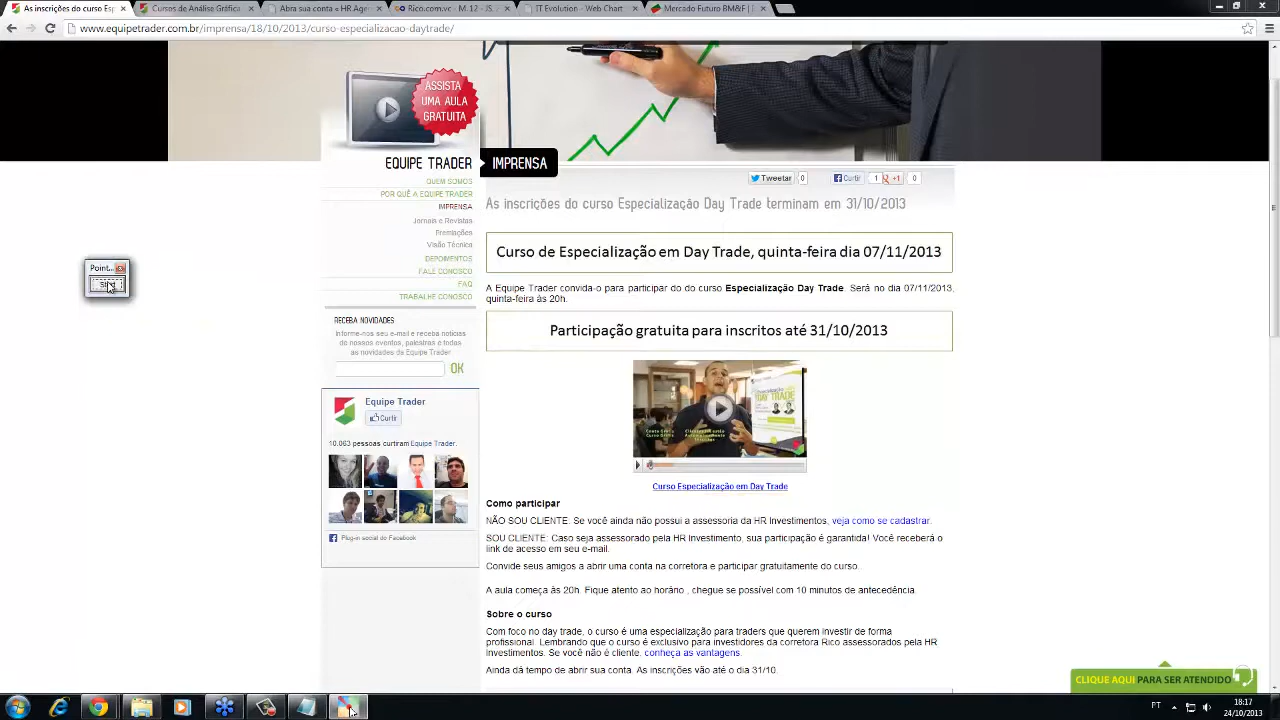 As inscrições do curso Esp
Cursos de Análise Gráfica
Abra sua conta « HR Agen
Rico.com.vc - M. 12 - JS.
IT Evolution - Web Chart
Mercado Futuro BM&F |
www.equipetrader.com.br/imprensa/18/10/2013/curso-especializacao-daytrade/
ASSISTA
UMA AULA
GRATUITA
EQUIPE TRADER
IMPRENSA
QUEM SOMOS
POR QUÊ A EQUIPE TRADER
IMPRENSA
Jornais e Revistas
Premiações
Visão Técnica
DEPOIMENTOS
FALE CONOSCO
FAQ
TRABALHE CONOSCO
RECEBA NOVIDADES
Informe-nos seu e-mail e receba notícias
de nossos eventos, palestras e todas
as novidades da Equipe Trader
OK
Equipe Trader
Curtir
10.063 pessoas curtiram Equipe Trader.
Plug-in social do Facebook
Point...
Tweetar 0
Curtir 1
+1 0
As inscrições do curso Especialização Day Trade terminam em 31/10/2013
Curso de Especialização em Day Trade, quinta-feira dia 07/11/2013
A Equipe Trader convida-o para participar do do curso Especialização Day Trade. Será no dia 07/11/2013,
quinta-feira às 20h.
Participação gratuita para inscritos até 31/10/2013
DAY TRADE
Curso Especialização em Day Trade
Como participar
NÃO SOU CLIENTE: Se você ainda não possui a assessoria da HR Investimentos, veja como se cadastrar.
SOU CLIENTE: Caso seja assessorado pela HR Investimento, sua participação é garantida! Você receberá o
link de acesso em seu e-mail.
Convide seus amigos a abrir uma conta na corretora e participar gratuitamente do curso.
A aula começa às 20h. Fique atento ao horário , chegue se possível com 10 minutos de antecedência.
Sobre o curso
Com foco no day trade, o curso é uma especialização para traders que querem investir de forma
profissional. Lembrando que o curso é exclusivo para investidores da corretora Rico assessorados pela HR
Investimentos. Se você não é cliente, conheça as vantagens.
Ainda dá tempo de abrir sua conta. As inscrições vão até o dia 31/10.
CLIQUE AQUI PARA SER ATENDIDO
PT
18:17
24/10/2013